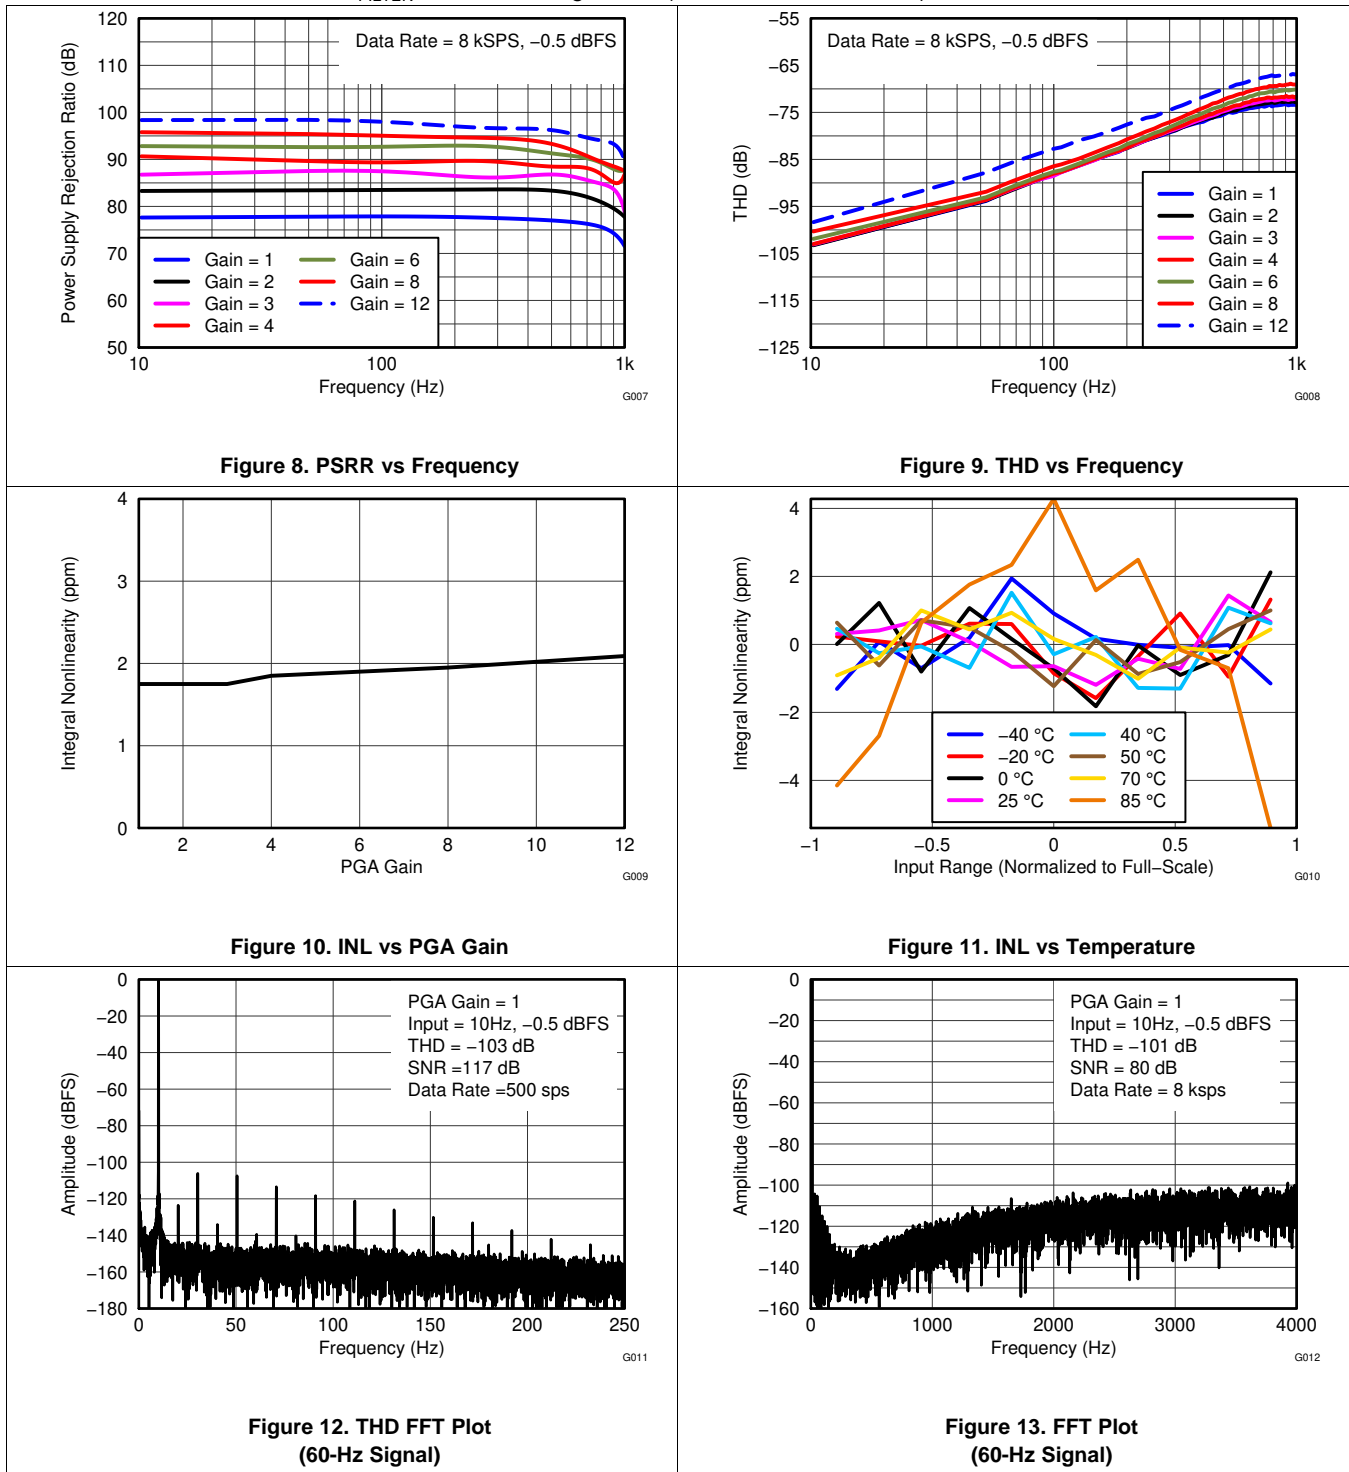 120
110
100
90
80
70
60
50
Power Supply Rejection Ratio (dB)
Data Rate = 8 kSPS, −0.5 dBFS
Gain = 1
Gain = 2
Gain = 3
Gain = 4
Gain = 6
Gain = 8
Gain = 12
10 100 1k
Frequency (Hz)
G007
Figure 8. PSRR vs Frequency
−55
−65
−75
−85
−95
−105
−115
−125
THD (dB)
Data Rate = 8 kSPS, −0.5 dBFS
Gain = 1
Gain = 2
Gain = 3
Gain = 4
Gain = 6
Gain = 8
Gain = 12
10 100 1k
Frequency (Hz)
G008
Figure 9. THD vs Frequency
4
3
2
1
0
Integral Nonlinearity (ppm)
2 4 6 8 10 12
PGA Gain
G009
Figure 10. INL vs PGA Gain
4
2
0
−2
−4
Integral Nonlinearity (ppm)
−40 °C
−20 °C
0 °C
25 °C
40 °C
50 °C
70 °C
85 °C
−1 −0.5 0 0.5 1
Input Range (Normalized to Full−Scale)
G010
Figure 11. INL vs Temperature
0
−20
−40
−60
−80
−100
−120
−140
−160
−180
Amplitude (dBFS)
PGA Gain = 1
Input = 10Hz, −0.5 dBFS
THD = −103 dB
SNR =117 dB
Data Rate =500 sps
0 50 100 150 200 250
Frequency (Hz)
G011
Figure 12. THD FFT Plot
(60-Hz Signal)
0
−20
−40
−60
−80
−100
−120
−140
−160
Amplitude (dBFS)
PGA Gain = 1
Input = 10Hz, −0.5 dBFS
THD = −101 dB
SNR = 80 dB
Data Rate = 8 ksps
0 1000 2000 3000 4000
Frequency (Hz)
G012
Figure 13. FFT Plot
(60-Hz Signal)